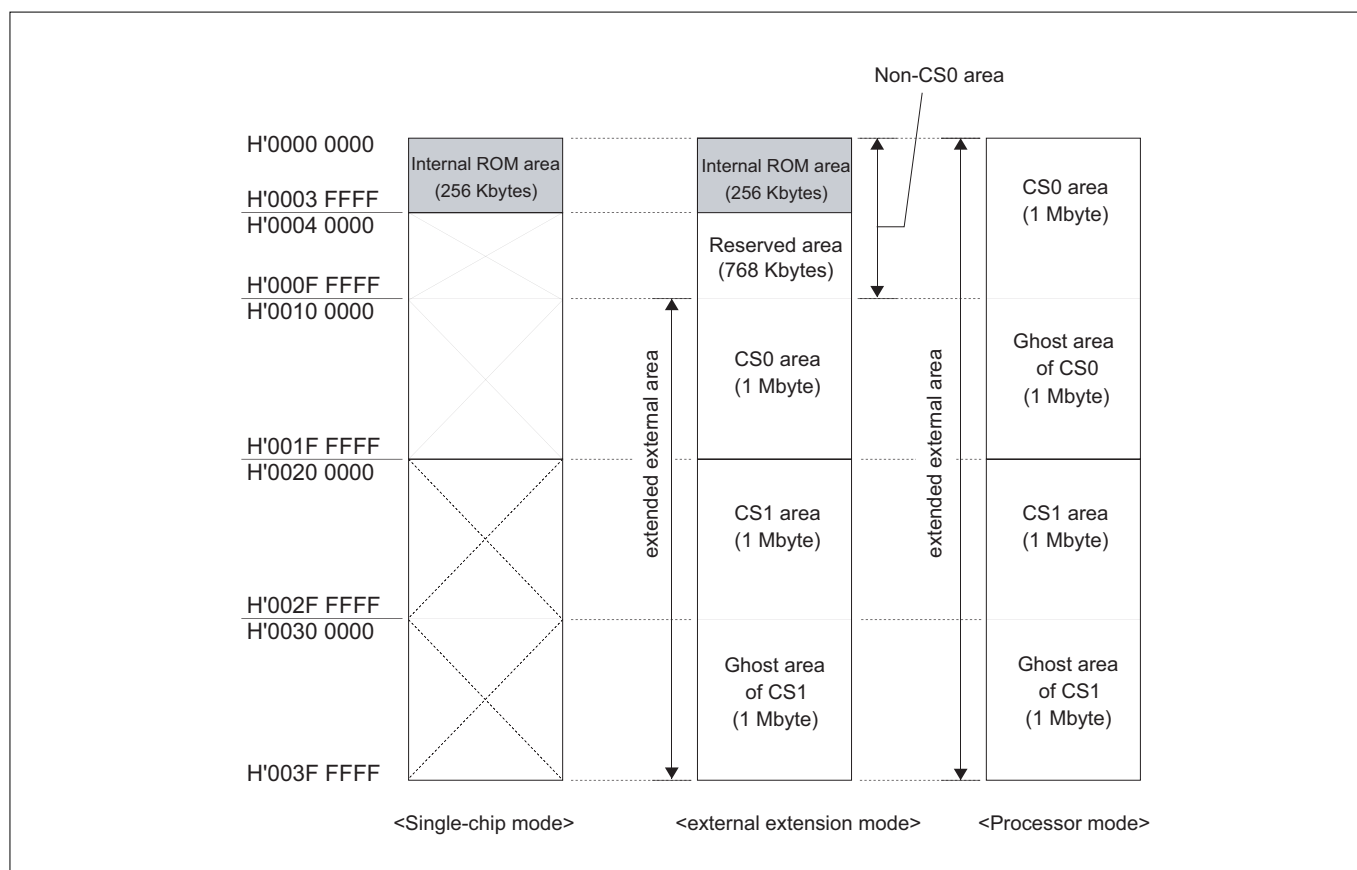 Non-CS0 area
H'0000 0000
H'0003 FFFF
H'0004 0000
H'000F FFFF
H'0010 0000
H'001F FFFF
H'0020 0000
H'002F FFFF
H'0030 0000
H'003F FFFF
Internal ROM area
(256 Kbytes)
<Single-chip mode>
extended external area
Internal ROM area
(256 Kbytes)
Reserved area
(768 Kbytes)
CS0 area
(1 Mbyte)
CS1 area
(1 Mbyte)
Ghost area
of CS1
(1 Mbyte)
<external extension mode>
extended external area
CS0 area
(1 Mbyte)
Ghost area
of CS0
(1 Mbyte)
CS1 area
(1 Mbyte)
Ghost area
of CS1
(1 Mbyte)
<Processor mode>